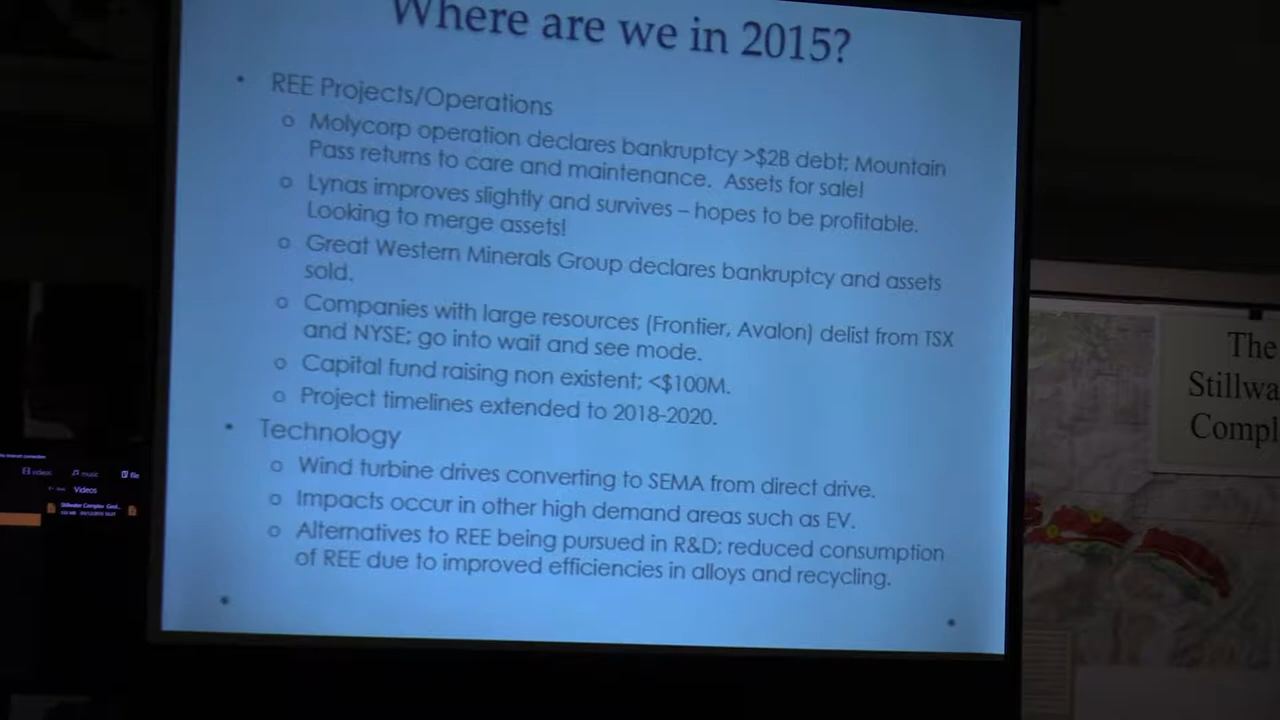 Where are we in 2015?
• REE Projects/Operations
o Molycorp operation declares bankruptcy >$2B debt; Mountain
Pass returns to care and maintenance. Assets for sale!
o Lynas improves slightly and survives – hopes to be profitable.
Looking to merge assets!
o Great Western Minerals Group declares bankruptcy and assets
sold.
o Companies with large resources (Frontier, Avalon) delist from TSX
and NYSE; go into wait and see mode.
o Capital fund raising non existent; <$100M.
o Project timelines extended to 2018-2020.
• Technology
o Wind turbine drives converting to SEMA from direct drive.
o Impacts occur in other high demand areas such as EV.
o Alternatives to REE being pursued in R&D; reduced consumption
of REE due to improved efficiencies in alloys and recycling.
The
Stillwa
Compl
videos
music
file
Videos
Stillwater Complex